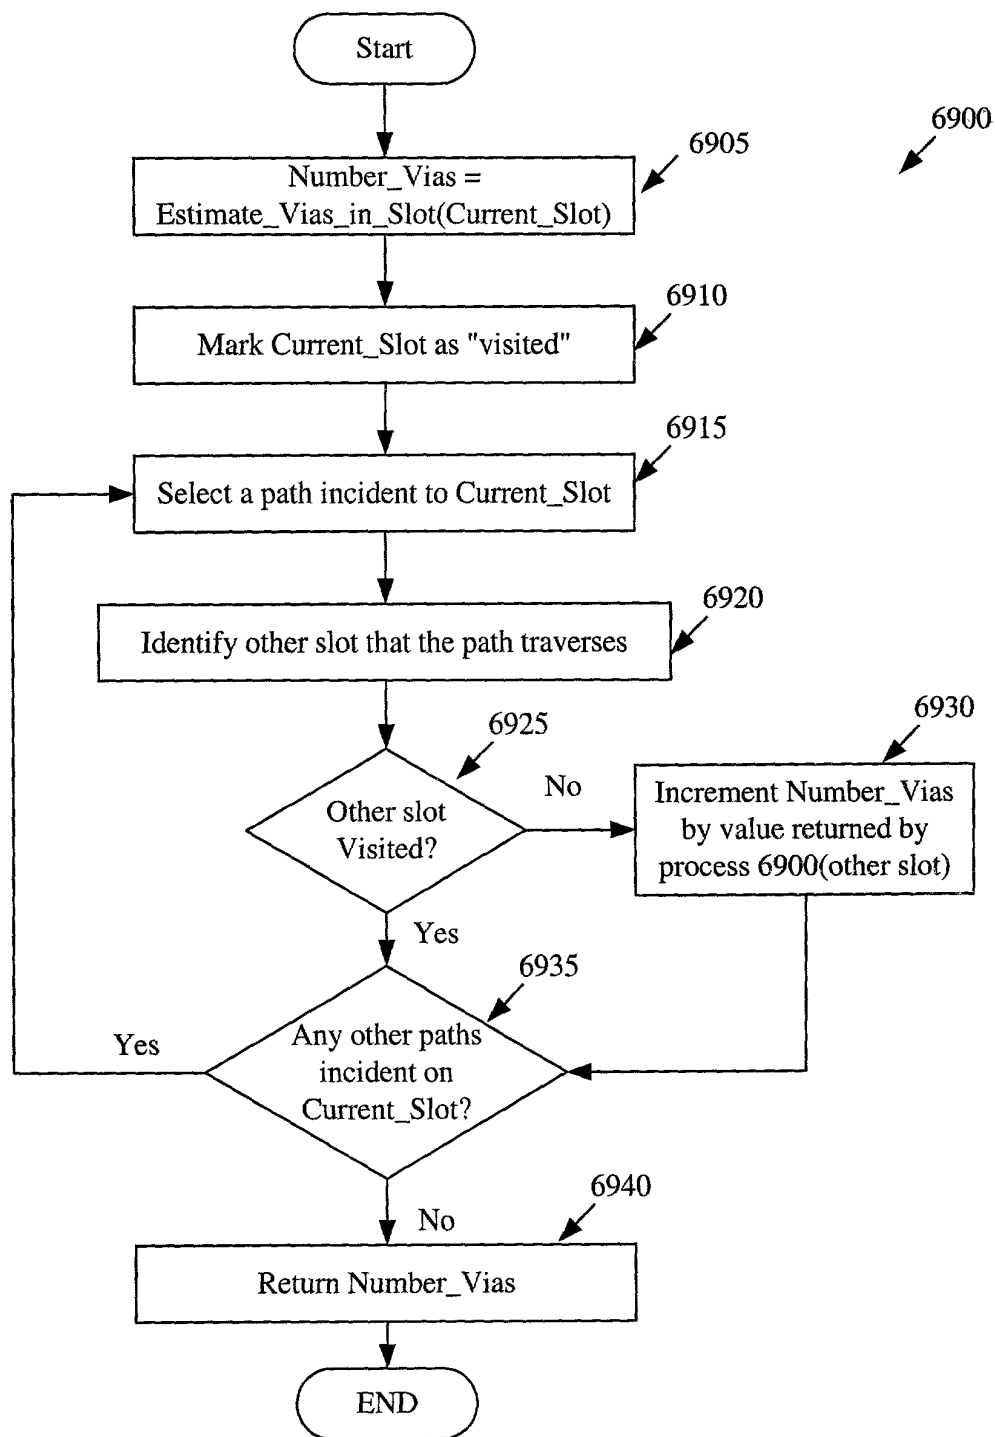 Start
6900
6905
Number_Vias =
Estimate_Vias_in_Slot(Current_Slot)
6910
Mark Current_Slot as "visited"
6915
Select a path incident to Current_Slot
6920
Identify other slot that the path traverses
6925
Other slot
Visited?
No
6930
Increment Number_Vias
by value returned by
process 6900(other slot)
Yes
6935
Any other paths
incident on
Current_Slot?
Yes
No
6940
Return Number_Vias
END